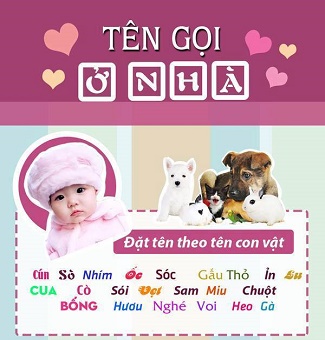 TÊN GỌI
Ở NHÀ
Đặt tên theo tên con vật
Cún Sò Nhím Ốc Sóc Gấu Thỏ Ỉn
CUA Cò Sói Vẹt Sam Miu Chuột
BỐNG Hươu Nghé Voi Heo Gà